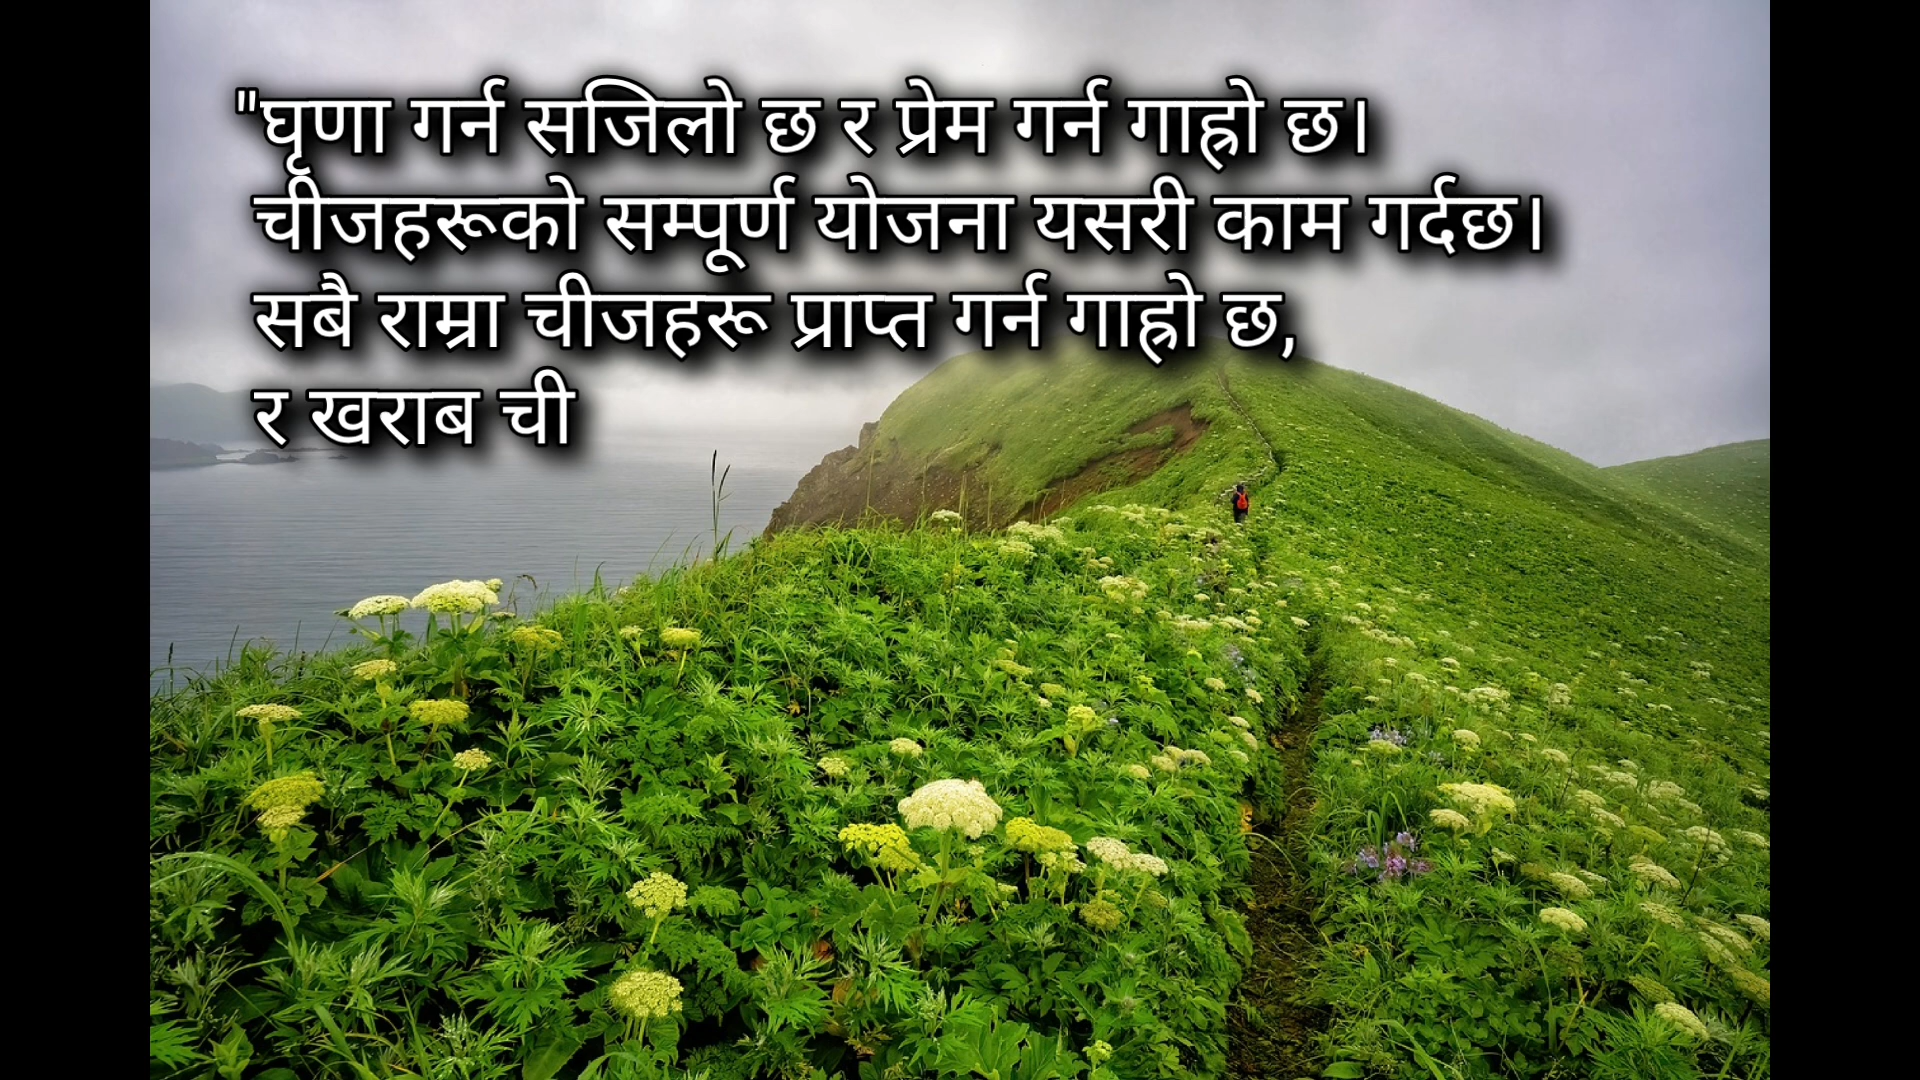 "घृणा गर्न सजिलो छ र प्रेम गर्न गाह्रो छ।
चीजहरूको सम्पूर्ण योजना यसरी काम गर्दछ।
सबै राम्रा चीजहरू प्राप्त गर्न गाह्रो छ,
र खराब ची